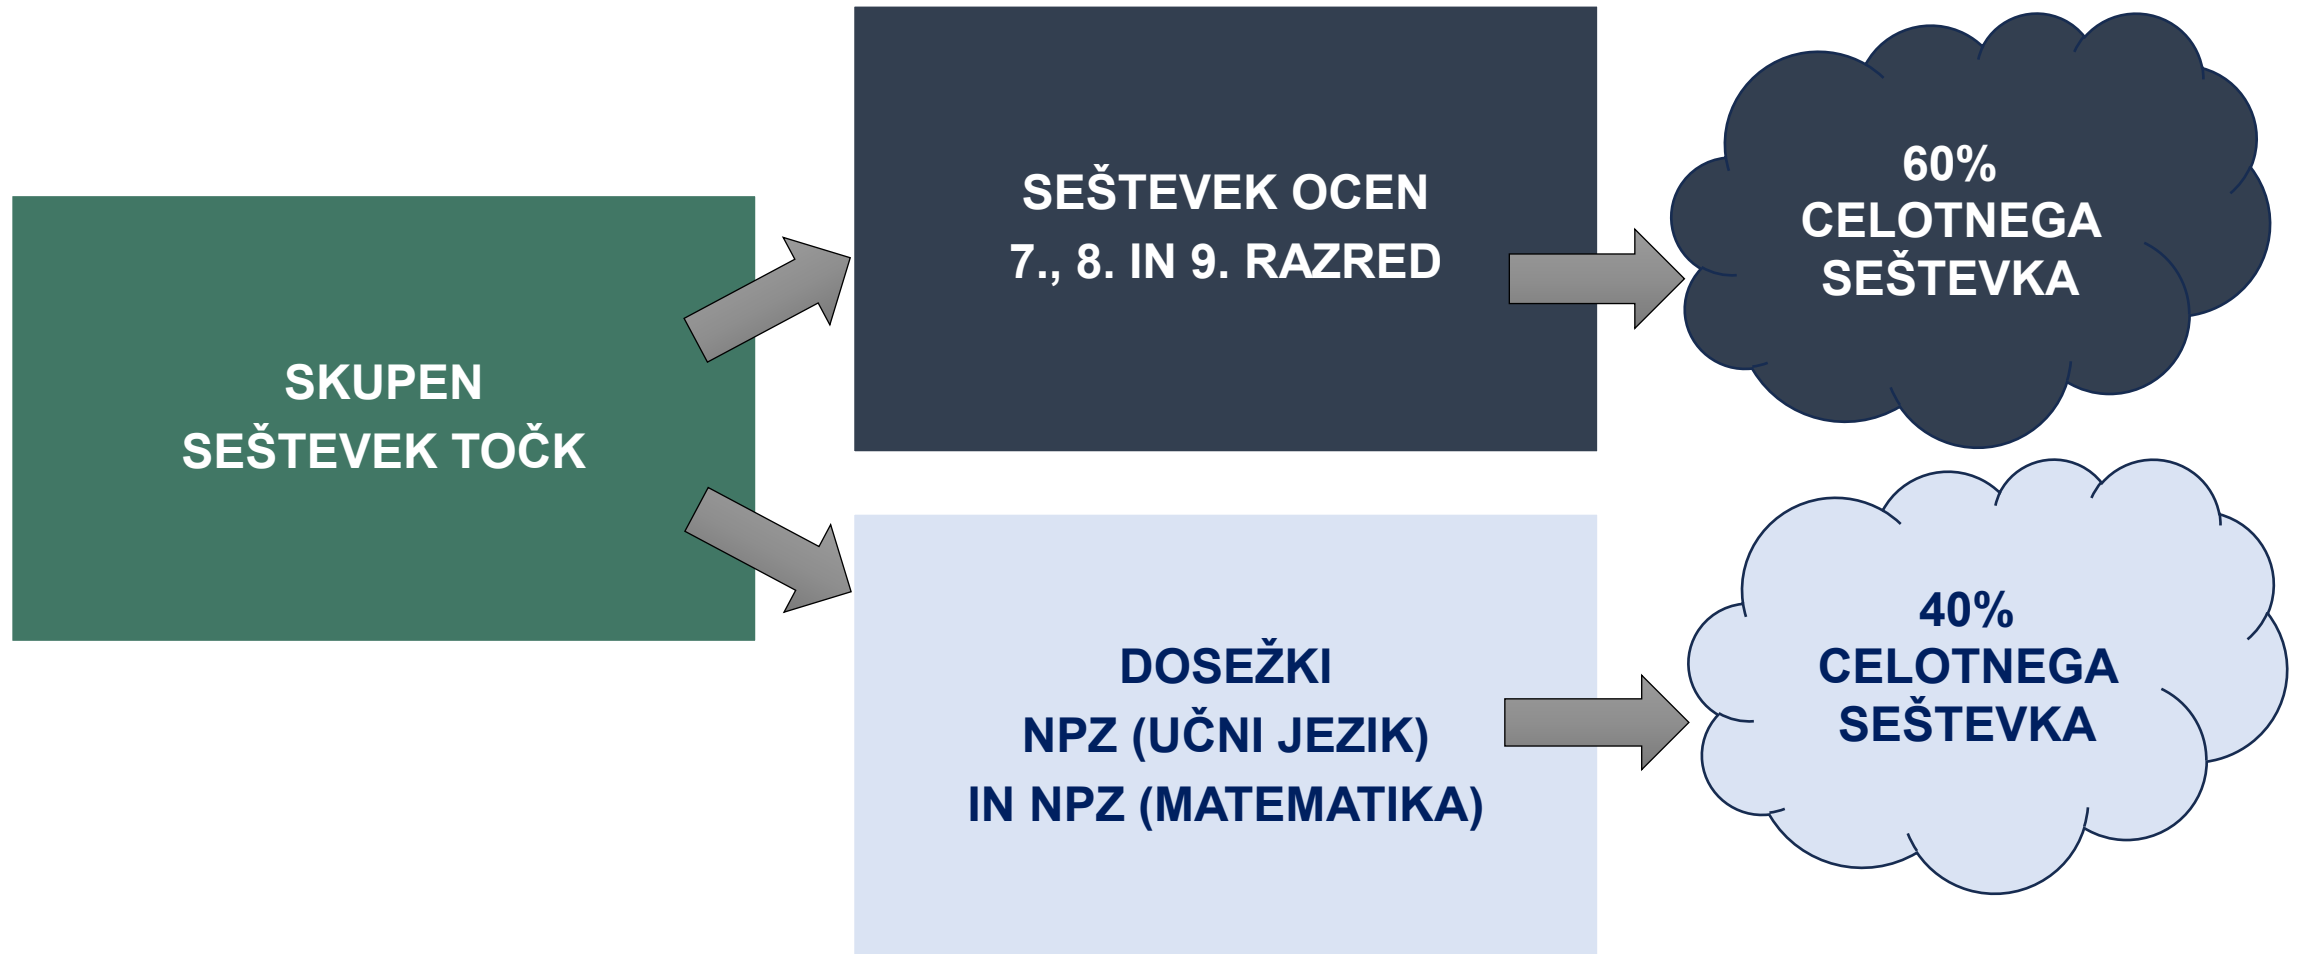 SKUPEN
SEŠTEVEK TOČK
SEŠTEVEK OCEN
7., 8. IN 9. RAZRED
60%
CELOTNEGA
SEŠTEVKA
DOSEŽKI
NPZ (UČNI JEZIK)
IN NPZ (MATEMATIKA)
40%
CELOTNEGA
SEŠTEVKA